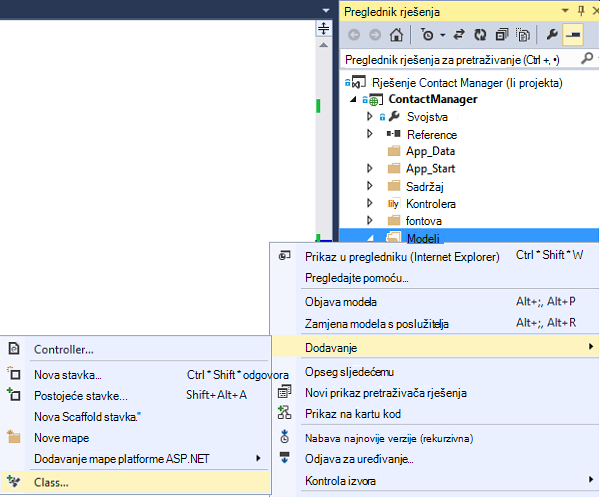 Preglednik rješenja
Preglednik rješenja za pretraživanje (Ctrl +, •)
Rješenje Contact Manager (Ii projekta)
ContactManager
Svojstva
Reference
App_Data
App_Start
Sadržaj
lily Kontrolera
fontova
Modeli
Prikaz u pregledniku (Internet Explorer) Ctrl * Shift * W
Pregledajte pomoću...
Objava modela Alt+;, Alt+P
Zamjena modela s poslužitelja Alt+;, Alt+R
Dodavanje
Opseg sljedećemu
Novi prikaz pretraživača rješenja
Prikaz na kartu kod
Nabava najnovije verzije (rekurzivna)
Odjava za uređivanje...
Kontrola izvora
Controller...
Nova stavka... Ctrl * Shift * odgovora
Postojeće stavke... Shift+Alt+A
Nova Scaffold stavka."
Nove mape
Dodavanje mape platforme ASP.NET
Class...